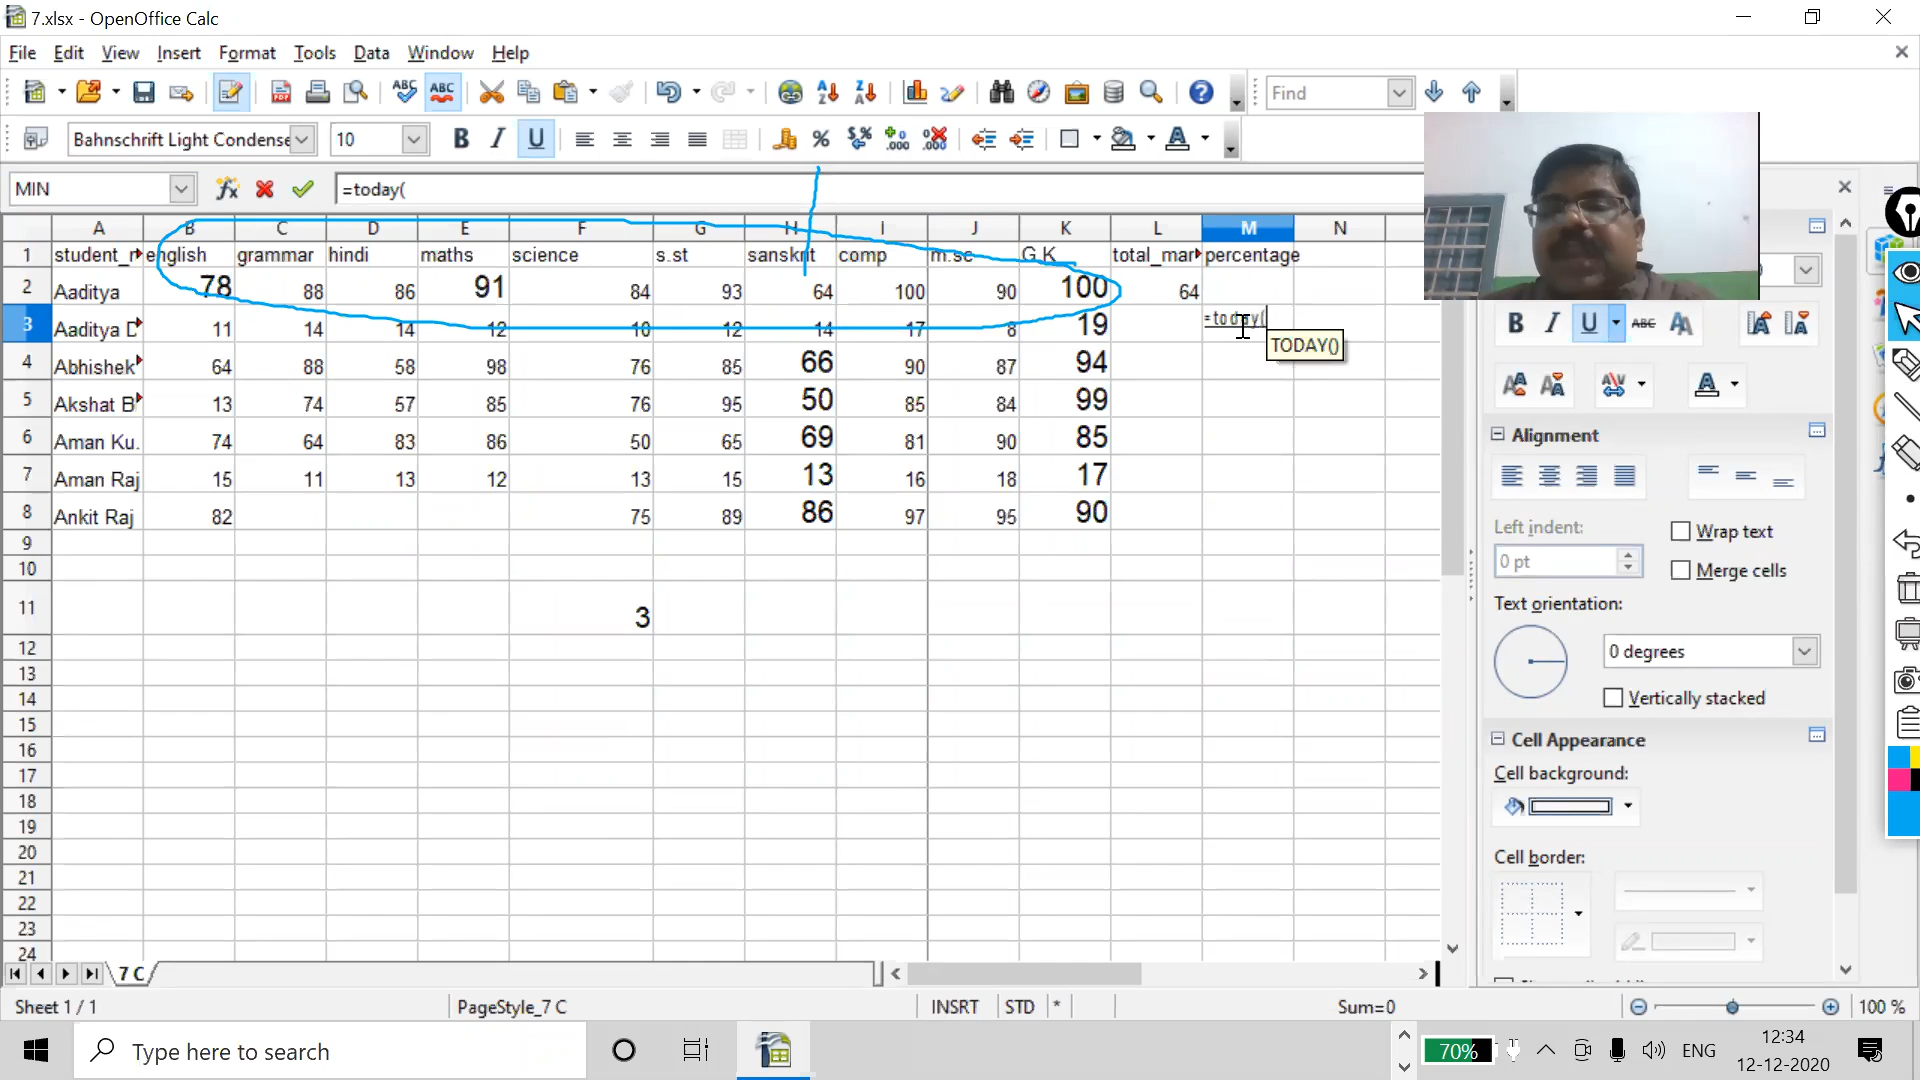 7.xlsx - OpenOffice Calc
File Edit View Insert Format Tools Data Window Help
Find
Bahnschrift Light Condense 10
MIN =today(
A B C D E F G H I J K L M N
1 student_r english grammar hindi maths science s.st sanskrit comp m.sc G.K total_mar percentage
2 Aaditya 78 88 86 91 84 93 64 100 90 100 64
3 Aaditya D 11 14 14 12 10 12 14 17 8 19 =today(
TODAY()
4 Abhishek 64 88 58 98 76 85 66 90 87 94
5 Akshat B 13 74 57 85 76 95 50 85 84 99
6 Aman Ku. 74 64 83 86 50 65 69 81 90 85
7 Aman Raj 15 11 13 12 13 15 13 16 18 17
8 Ankit Raj 82 75 89 86 97 95 90
9
10
11 3
12
13
14
15
16
17
18
19
20
21
22
23
24
Alignment
Left indent:
0 pt
Wrap text
Merge cells
Text orientation:
0 degrees
Vertically stacked
Cell Appearance
Cell background:
Cell border:
7 C
Sheet 1 / 1 PageStyle_7 C INSRT STD * Sum=0 100 %
Type here to search
70% ENG 12:34
12-12-2020